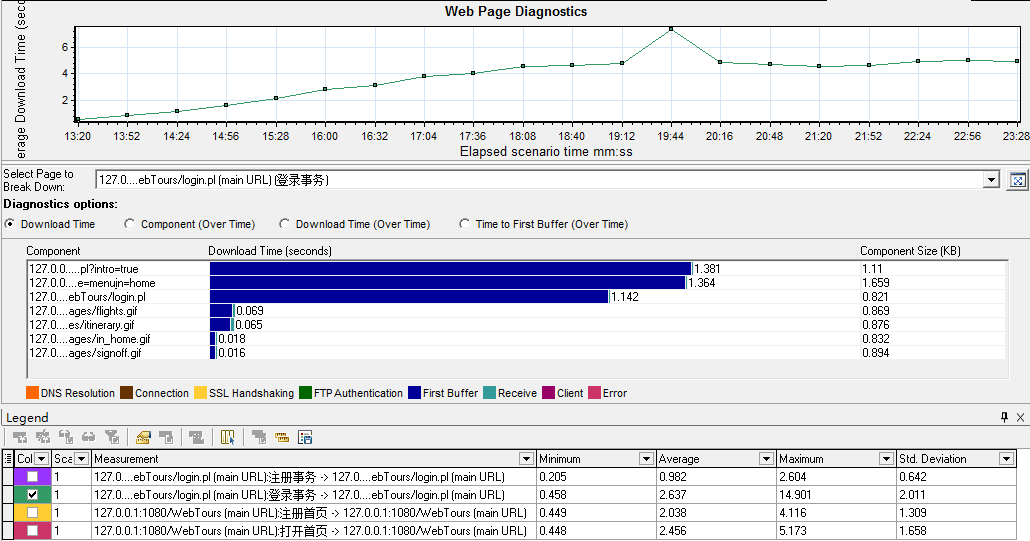 Web Page Diagnostics
erage Download Time (seco
6
4
2
13:20 13:52 14:24 14:56 15:28 16:00 16:32 17:04 17:36 18:08 18:40 19:12 19:44 20:16 20:48 21:20 21:52 22:24 22:56 23:28
Elapsed scenario time mm:ss
Select Page to
Break Down:
127.0....ebTours/login.pl (main URL) (登录事务)
Diagnostics options:
Download Time Component (Over Time) Download Time (Over Time) Time to First Buffer (Over Time)
Component Download Time (seconds) Component Size (KB)
127.0.0.....pl?intro=true 1.381 1.11
127.0.0....e=menuin=home 1.364 1.659
127.0....ebTours/login.pl 1.142 0.821
127.0....ages/flights.gif 0.069 0.869
127.0....es/itinerary.gif 0.065 0.876
127.0....ages/in_home.gif 0.018 0.832
127.0....ages/signoff.gif 0.016 0.894
DNS Resolution Connection SSL Handshaking FTP Authentication First Buffer Receive Client Error
Legend
Col Sca Measurement Minimum Average Maximum Std. Deviation
1 127.0....ebTours/login.pl (main URL):注册事务 -> 127.0....ebTours/login.pl (main URL) 0.205 0.982 2.604 0.642
1 127.0....ebTours/login.pl (main URL):登录事务 -> 127.0....ebTours/login.pl (main URL) 0.458 2.637 14.901 2.011
1 127.0.0.1:1080/WebTours (main URL):注册首页 -> 127.0.0.1:1080/WebTours (main URL) 0.449 2.038 4.116 1.309
1 127.0.0.1:1080/WebTours (main URL):打开首页 -> 127.0.0.1:1080/WebTours (main URL) 0.448 2.456 5.173 1.658